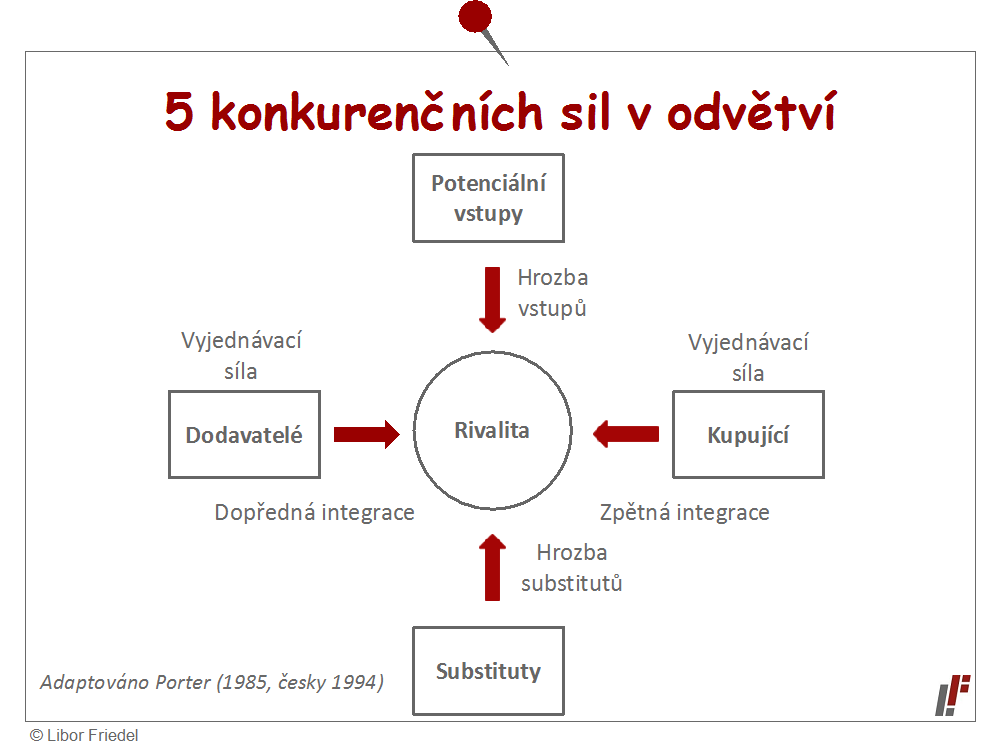 5 konkurenčních sil v odvětví
Potenciální
vstupy
Hrozba
vstupů
Vyjednávací
síla
Vyjednávací
síla
Dodavatelé
Rivalita
Kupující
Dopředná integrace
Zpětná integrace
Hrozba
substitutů
Substituty
Adaptováno Porter (1985, česky 1994)
© Libor Friedel